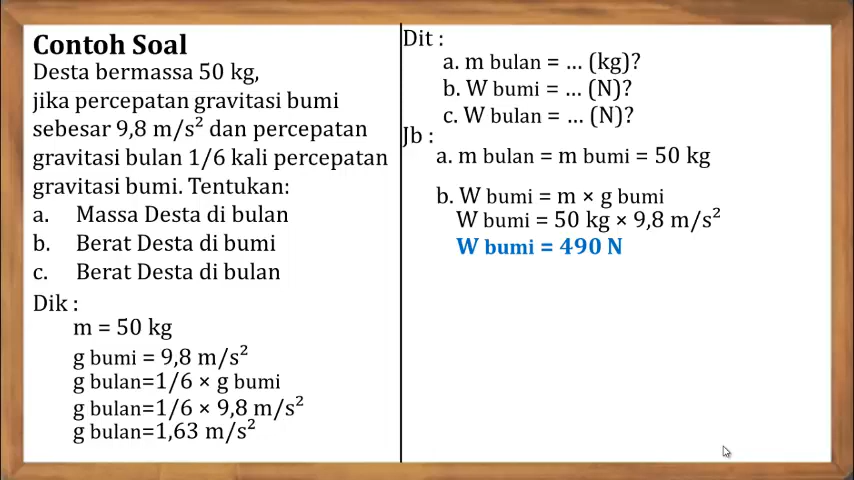 Contoh Soal
Desta bermassa 50 kg,
jika percepatan gravitasi bumi
sebesar 9,8 m/s² dan percepatan
gravitasi bulan 1/6 kali percepatan
gravitasi bumi. Tentukan:
a. Massa Desta di bulan
b. Berat Desta di bumi
c. Berat Desta di bulan
Dik :
m = 50 kg
g bumi = 9,8 m/s²
g bulan=1/6 × g bumi
g bulan=1/6 × 9,8 m/s²
g bulan=1,63 m/s²
Dit :
a. m bulan = ... (kg)?
b. W bumi = ... (N)?
c. W bulan = ... (N)?
Jb :
a. m bulan = m bumi = 50 kg
b. W bumi = m × g bumi
W bumi = 50 kg × 9,8 m/s²
W bumi = 490 N